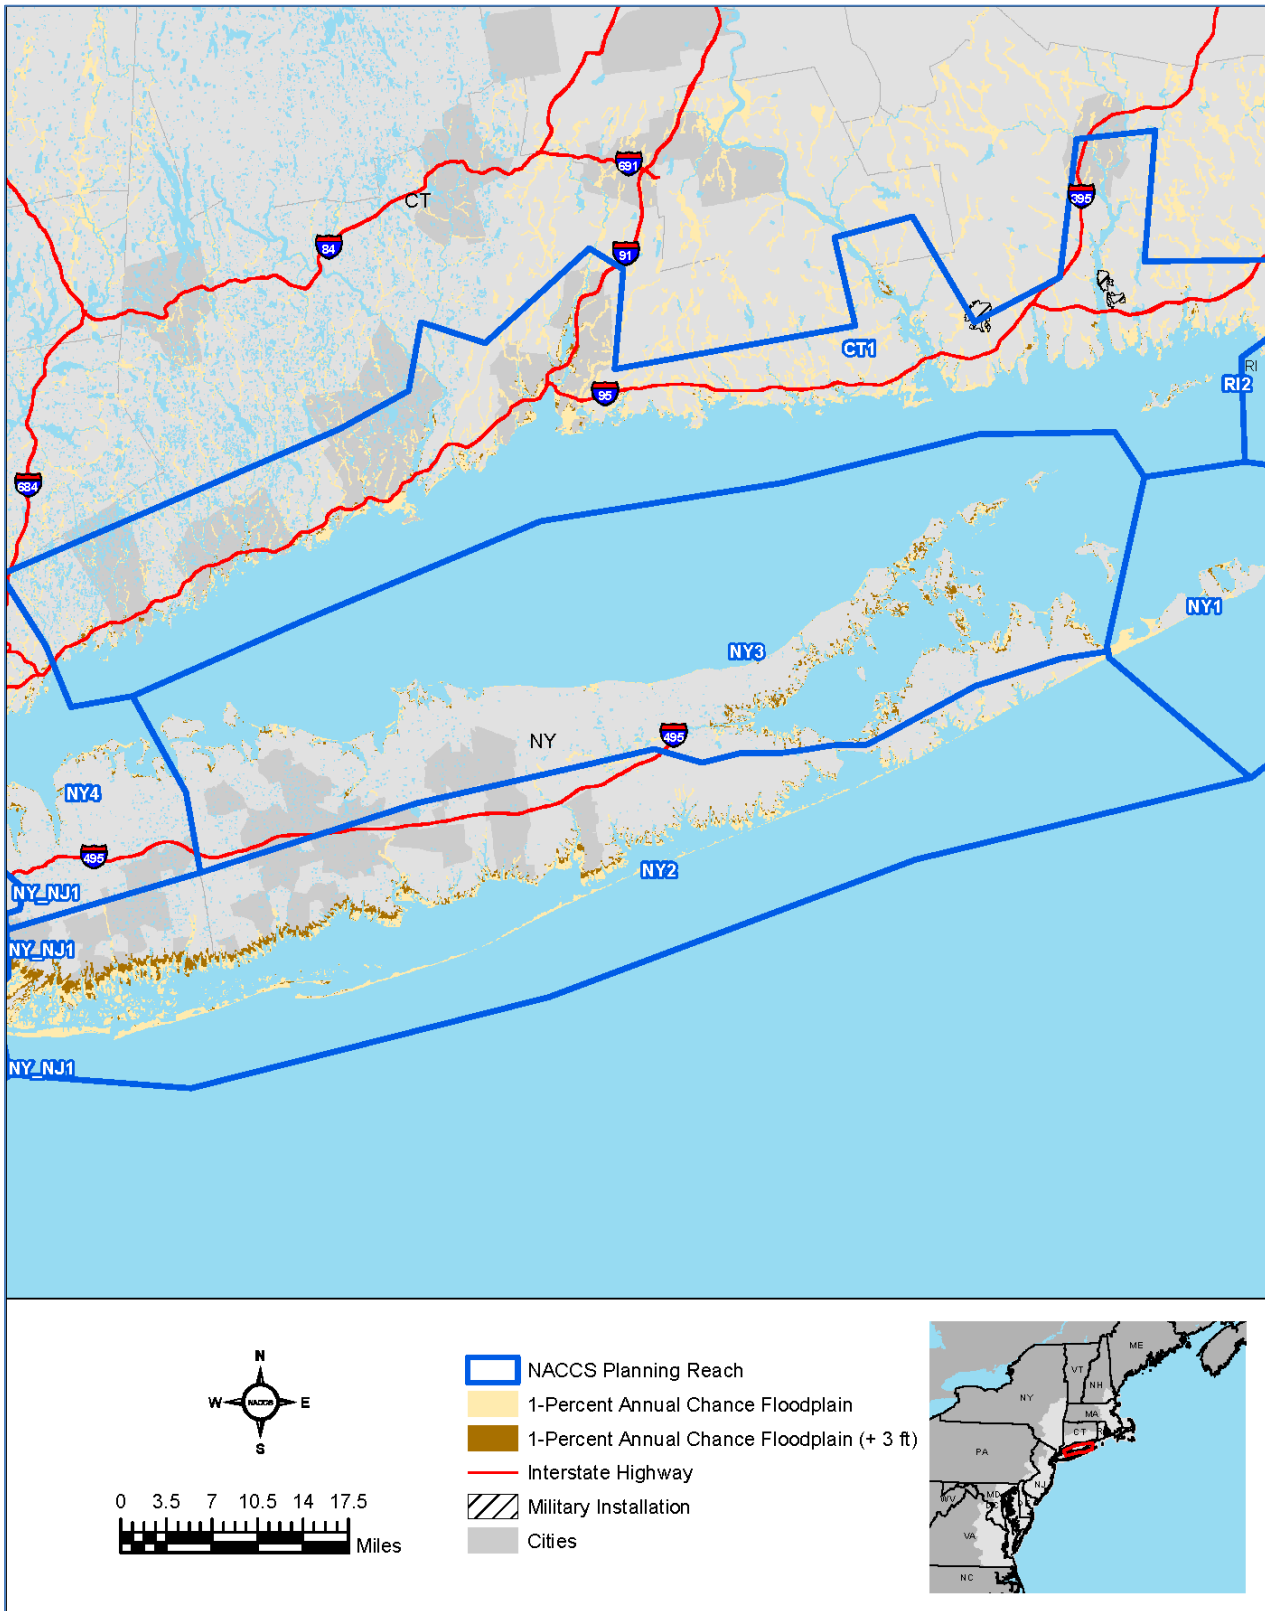 691
CT
395
84
91
CT1
RI
RI2
95
684
NY1
NY3
495
NY
NY4
495
NY2
NY_NJ1
NY_NJ1
NY_NJ1
N
W NACCS E
S
0 3.5 7 10.5 14 17.5
Miles
NACCS Planning Reach
1-Percent Annual Chance Floodplain
1-Percent Annual Chance Floodplain (+ 3 ft)
Interstate Highway
Military Installation
Cities
ME
VT
NH
NY
MA
CT
PA
NJ
MD
WV
VA
NC